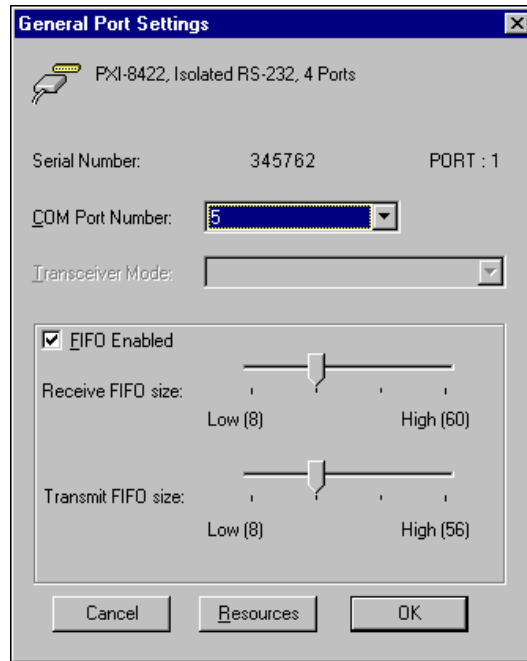 General Port Settings
PXI-8422, Isolated RS-232, 4 Ports
Serial Number: 345762 PORT : 1
COM Port Number: 5
Transceiver Mode:
FIFO Enabled
Receive FIFO size:
Low (8) High (60)
Transmit FIFO size:
Low (8) High (56)
Cancel Resources OK